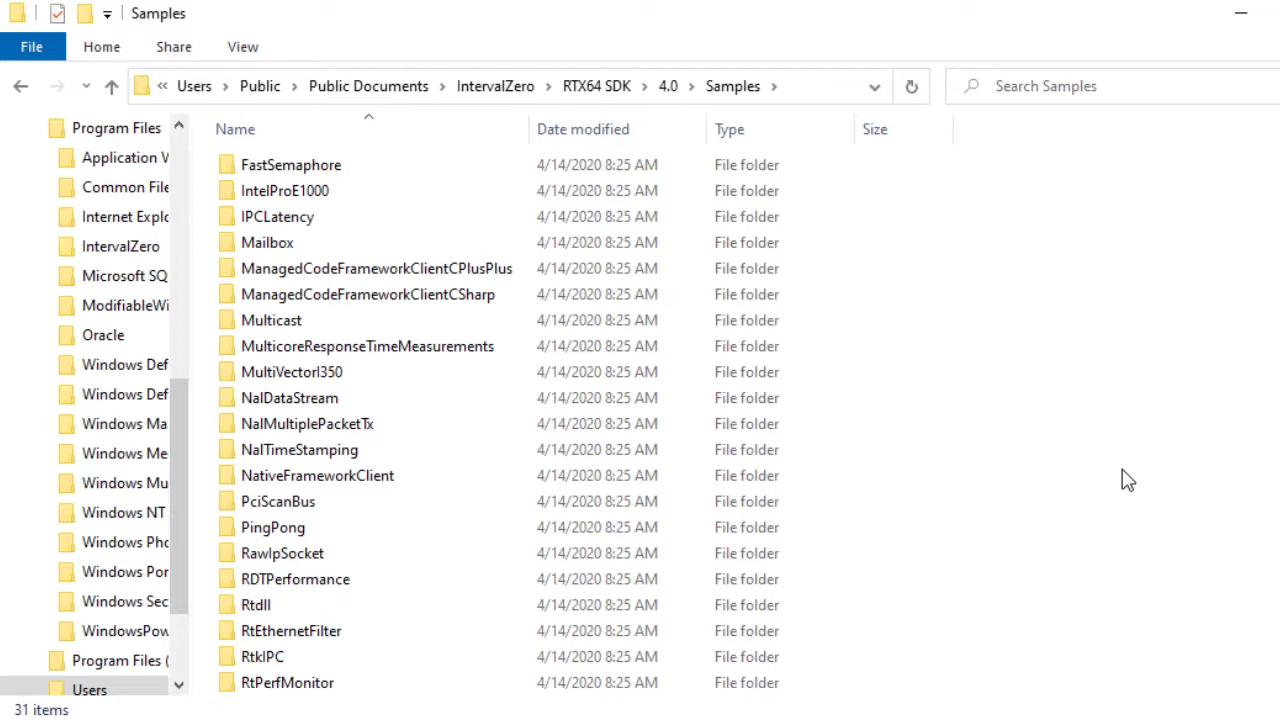 Samples
File Home Share View
« Users Public Public Documents IntervalZero RTX64 SDK 4.0 Samples Search Samples
Name Date modified Type Size
Program Files
Application V
Common File
Internet Explo
IntervalZero
Microsoft SQ
ModifiableWi
Oracle
Windows Def
Windows Def
Windows Ma
Windows Me
Windows Mu
Windows NT
Windows Pho
Windows Por
Windows Sec
WindowsPow
Program Files (
Users
FastSemaphore 4/14/2020 8:25 AM File folder
IntelProE1000 4/14/2020 8:25 AM File folder
IPCLatency 4/14/2020 8:25 AM File folder
Mailbox 4/14/2020 8:25 AM File folder
ManagedCodeFrameworkClientCPlusPlus 4/14/2020 8:25 AM File folder
ManagedCodeFrameworkClientCSharp 4/14/2020 8:25 AM File folder
Multicast 4/14/2020 8:25 AM File folder
MulticoreResponseTimeMeasurements 4/14/2020 8:25 AM File folder
MultiVectorI350 4/14/2020 8:25 AM File folder
NalDataStream 4/14/2020 8:25 AM File folder
NalMultiplePacketTx 4/14/2020 8:25 AM File folder
NalTimeStamping 4/14/2020 8:25 AM File folder
NativeFrameworkClient 4/14/2020 8:25 AM File folder
PciScanBus 4/14/2020 8:25 AM File folder
PingPong 4/14/2020 8:25 AM File folder
RawIpSocket 4/14/2020 8:25 AM File folder
RDTPerformance 4/14/2020 8:25 AM File folder
Rtdll 4/14/2020 8:25 AM File folder
RtEthernetFilter 4/14/2020 8:25 AM File folder
RtkIPC 4/14/2020 8:25 AM File folder
RtPerfMonitor 4/14/2020 8:25 AM File folder
31 items